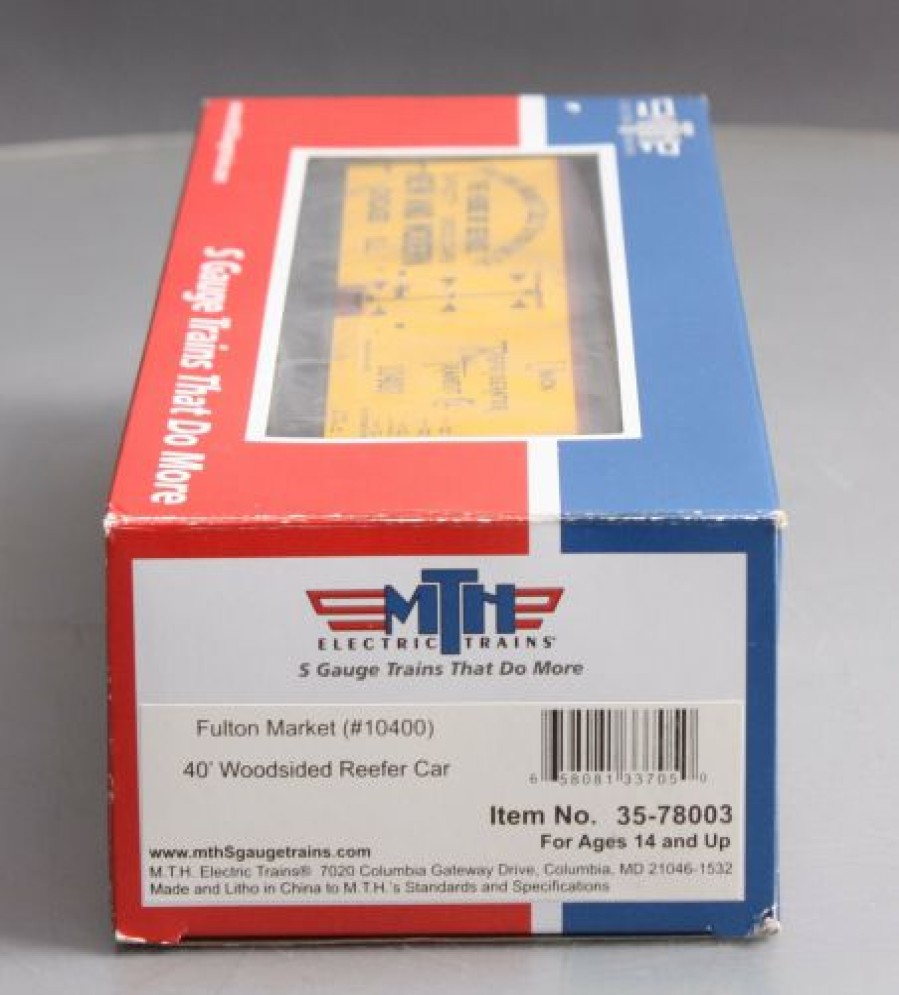 S Gauge Trains That Do More
10400
MTH
ELECTRIC TRAINS
S Gauge Trains That Do More
Fulton Market (#10400)
40' Woodsided Reefer Car
6 58081 33705 0
Item No. 35-78003
For Ages 14 and Up
www.mthSgaugetrains.com
M.T.H. Electric Trains® 7020 Columbia Gateway Drive, Columbia, MD 21046-1532
Made and Litho in China to M.T.H.'s Standards and Specifications